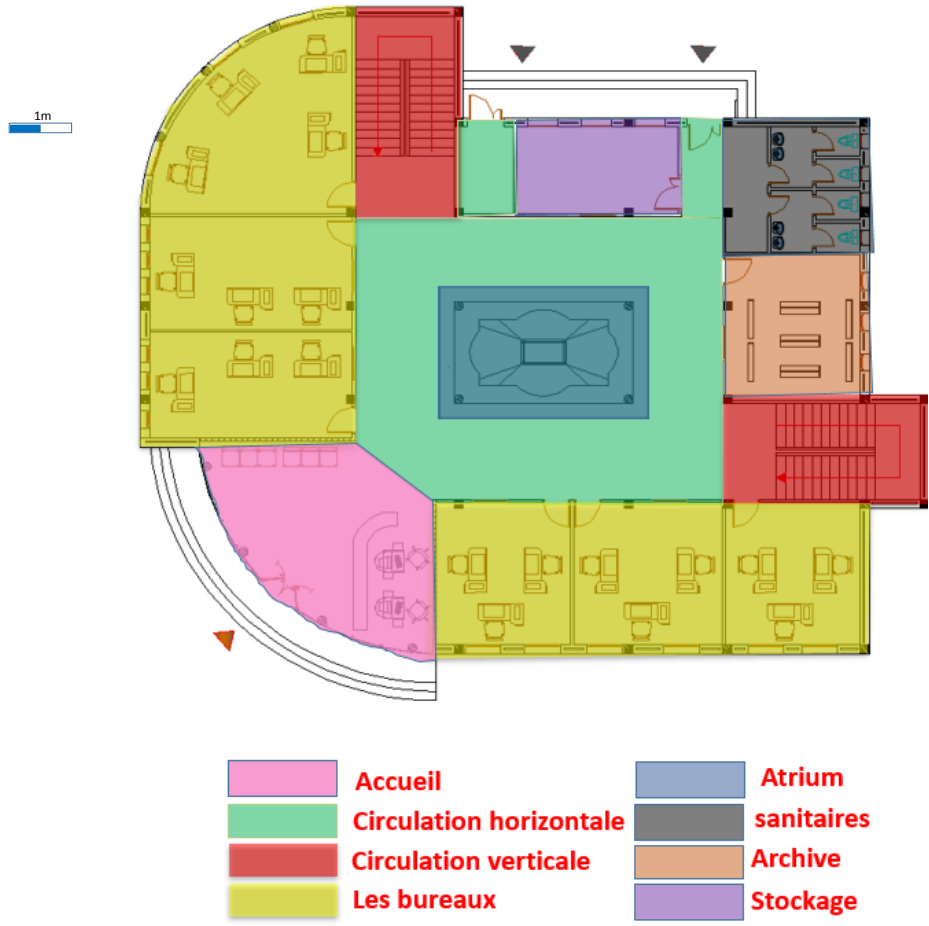 1m
Accueil
Circulation horizontale
Circulation verticale
Les bureaux
Atrium
sanitaires
Archive
Stockage